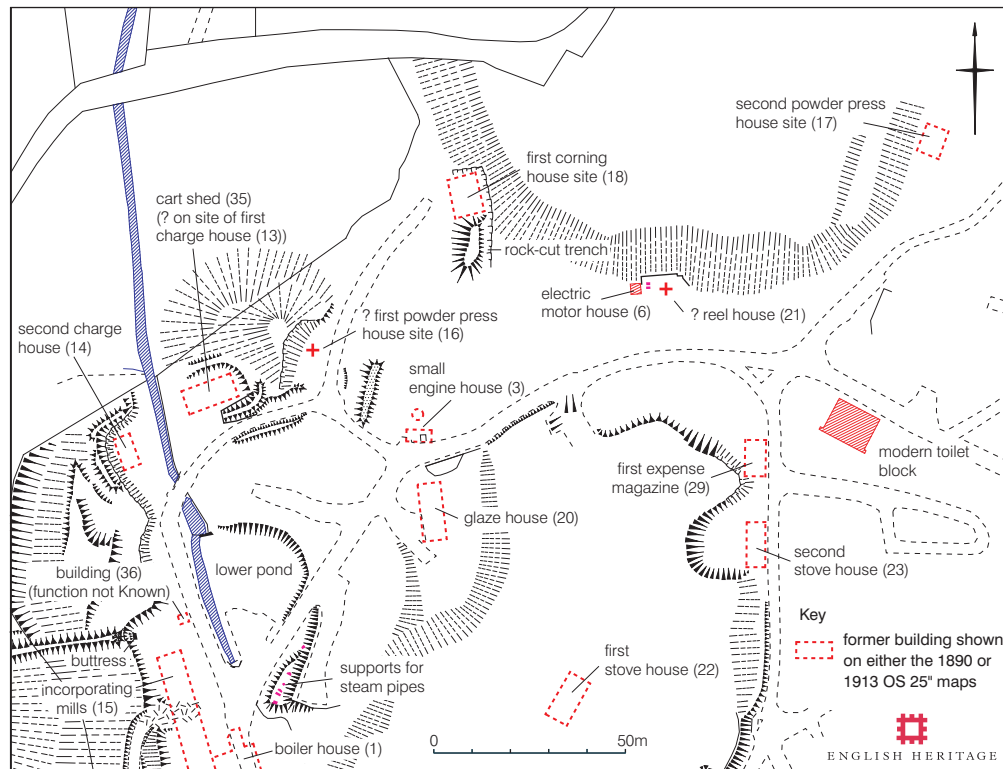 second powder press
house site (17)
first corning
house site (18)
cart shed (35)
(? on site of first
charge house (13))
rock-cut trench
electric
motor house (6)
? reel house (21)
? first powder press
house site (16)
second charge
house (14)
small
engine house (3)
modern toilet
block
first expense
magazine (29)
glaze house (20)
second
stove house (23)
lower pond
building (36)
(function not Known)
Key
former building shown
on either the 1890 or
1913 OS 25" maps
buttress
incorporating
mills (15)
supports for
steam pipes
first
stove house (22)
boiler house (1)
0 50m
ENGLISH HERITAGE